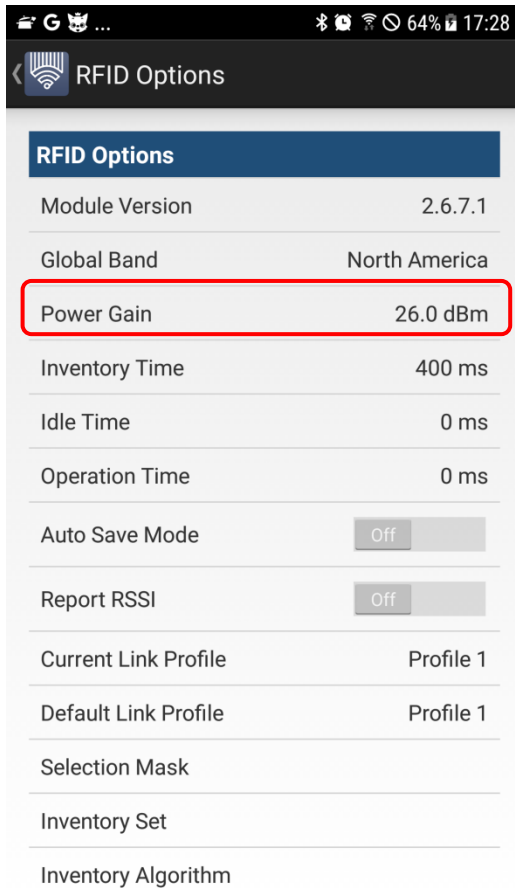 G ... 64% 17:28
RFID Options
RFID Options
Module Version 2.6.7.1
Global Band North America
Power Gain 26.0 dBm
Inventory Time 400 ms
Idle Time 0 ms
Operation Time 0 ms
Auto Save Mode Off
Report RSSI Off
Current Link Profile Profile 1
Default Link Profile Profile 1
Selection Mask
Inventory Set
Inventory Algorithm